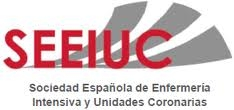 SEEIUC
Sociedad Española de Enfermería
Intensiva y Unidades Coronarias